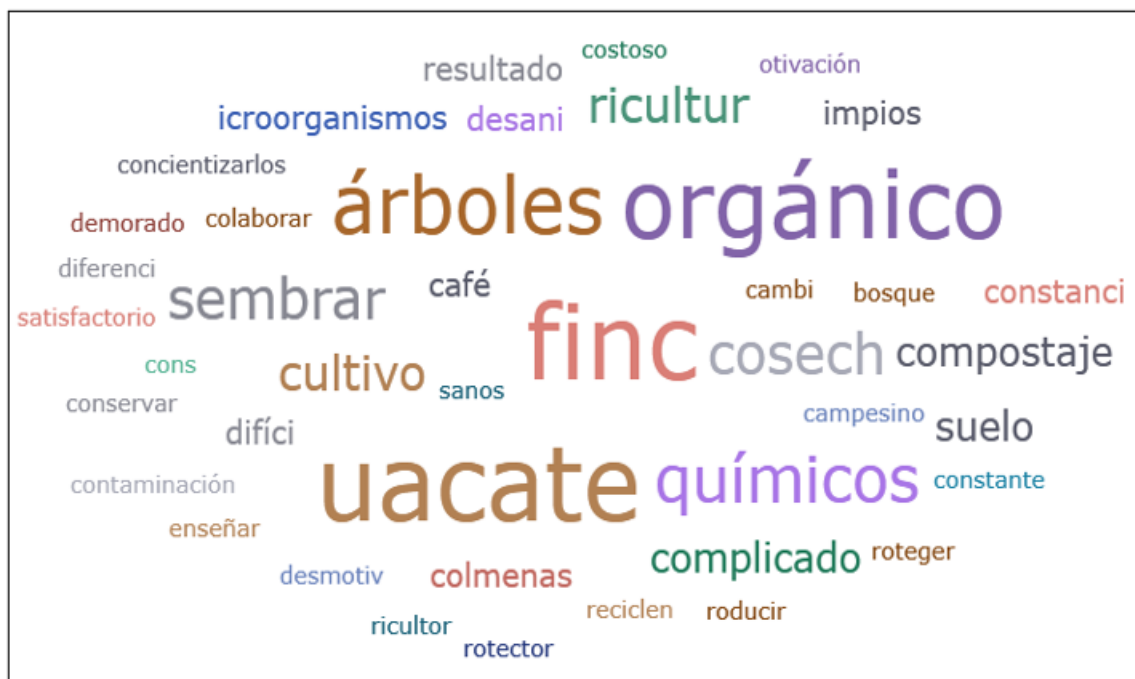 costoso
resultado
otivación
icroorganismos desani ricultur impios
concientizarlos
árboles orgánico
demorado colaborar
diferenci
sembrar café cambi bosque constanci
satisfactorio
finc cosech compostaje
cons cultivo sanos
conservar
campesino
difíci suelo
contaminación uacate químicos constante
enseñar
complicado roteger
desmotiv colmenas
reciclen roducir
ricultor
rotector